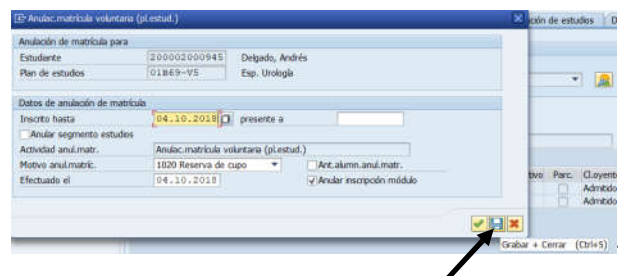 Anulac.matrícula voluntaria (pl.estud.)
ción de estudios D
Anulación de matrícula para
Estudiante 200002000945 Delgado, Andrés
Plan de estudios 01869-VS Esp. Urología
Datos de anulación de matrícula
Inscrito hasta 04.10.2018 presente a
Anular segmento estudios
Actividad anul.matr. Anulac.matrícula voluntaria (pl.estud.)
Motivo anul.matríc. 1820 Reserva de cupo Ant.alumn.anul.matr.
Efectuado el 04.10.2018 Anular inscripción módulo
tivo Parc. Cl.oyente
Admitido
Admitido
Grabar + Cerrar (Ctrl+S)